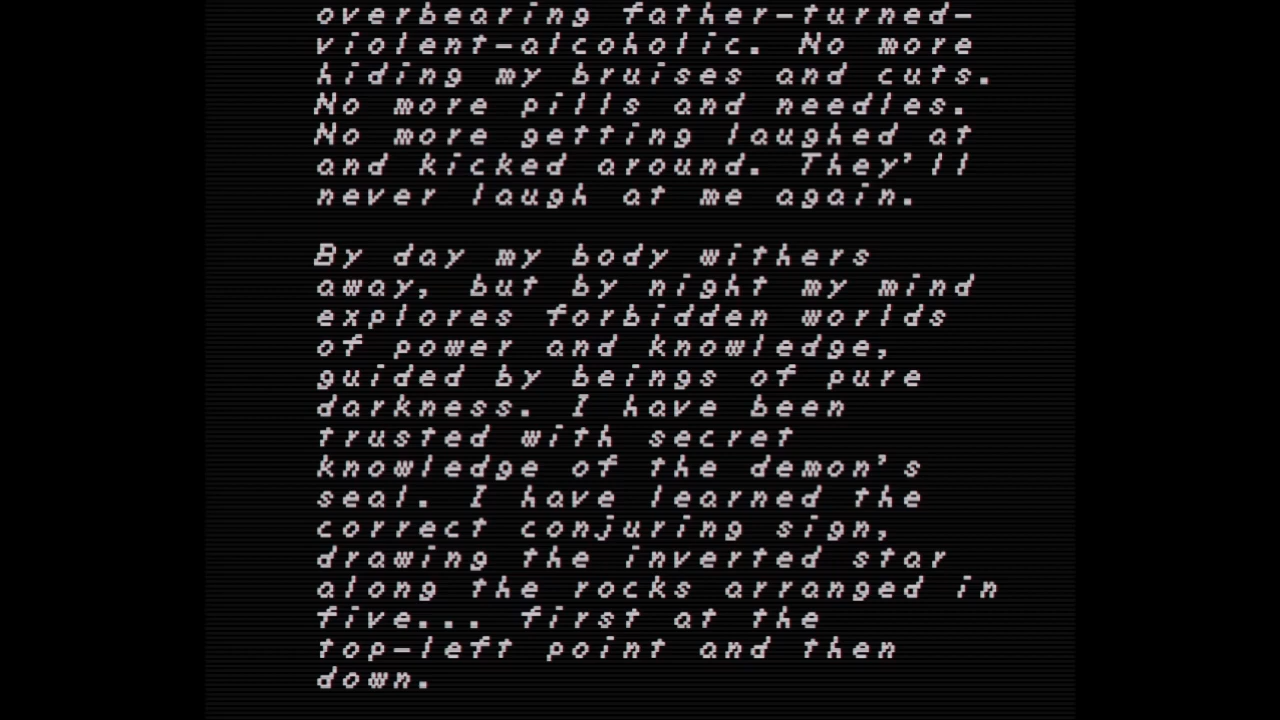 overbearing father-turned-
violent-alcoholic. No more
hiding my bruises and cuts.
No more pills and needles.
No more getting laughed at
and kicked around. They'll
never laugh at me again.
By day my body withers
away, but by night my mind
explores forbidden worlds
of power and knowledge,
guided by beings of pure
darkness. I have been
trusted with secret
knowledge of the demon's
seal. I have learned the
correct conjuring sign,
drawing the inverted star
along the rocks arranged in
five... first at the
top-left point and then
down.